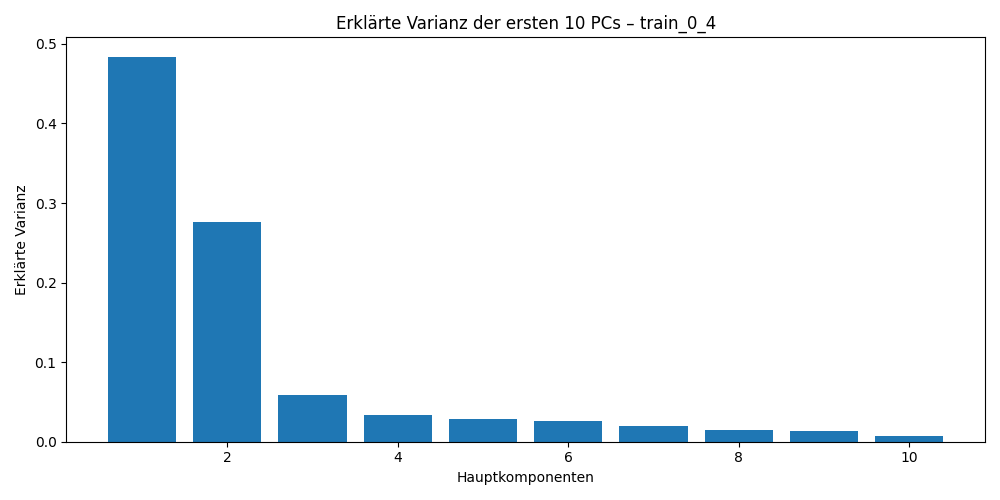 Erklärte Varianz der ersten 10 PCs – train_0_4
0.5
0.4
0.3
0.2
0.1
0.0
Erklärte Varianz
2 4 6 8 10
Hauptkomponenten